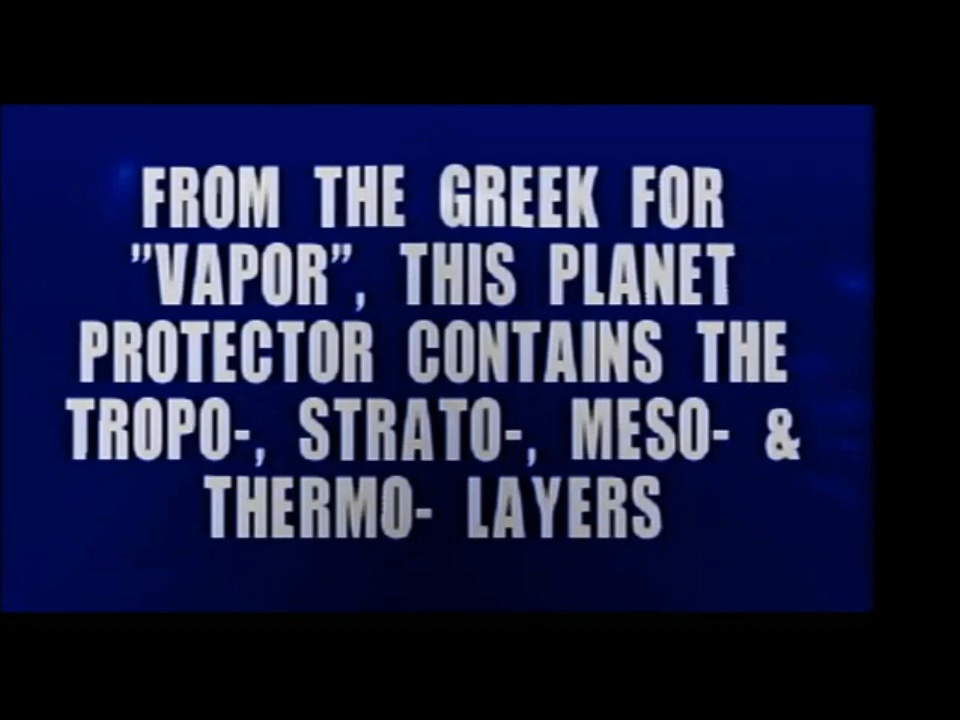 FROM THE GREEK FOR
"VAPOR", THIS PLANET
PROTECTOR CONTAINS THE
TROPO-, STRATO-, MESO- &
THERMO- LAYERS